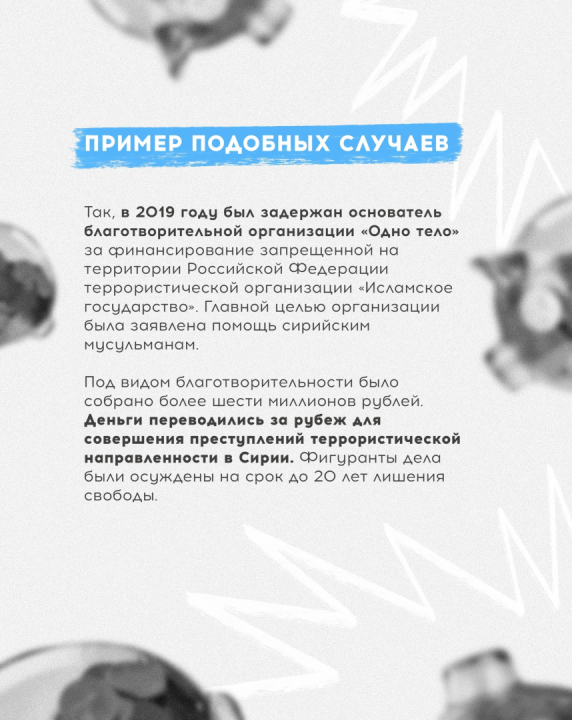 ПРИМЕР ПОДОБНЫХ СЛУЧАЕВ
Так, в 2019 году был задержан основатель
благотворительной организации «Одно тело»
за финансирование запрещенной на
территории Российской Федерации
террористической организации «Исламское
государство». Главной целью организации
была заявлена помощь сирийским
мусульманам.
Под видом благотворительности было
собрано более шести миллионов рублей.
Деньги переводились за рубеж для
совершения преступлений террористической
направленности в Сирии. Фигуранты дела
были осуждены на срок до 20 лет лишения
свободы.